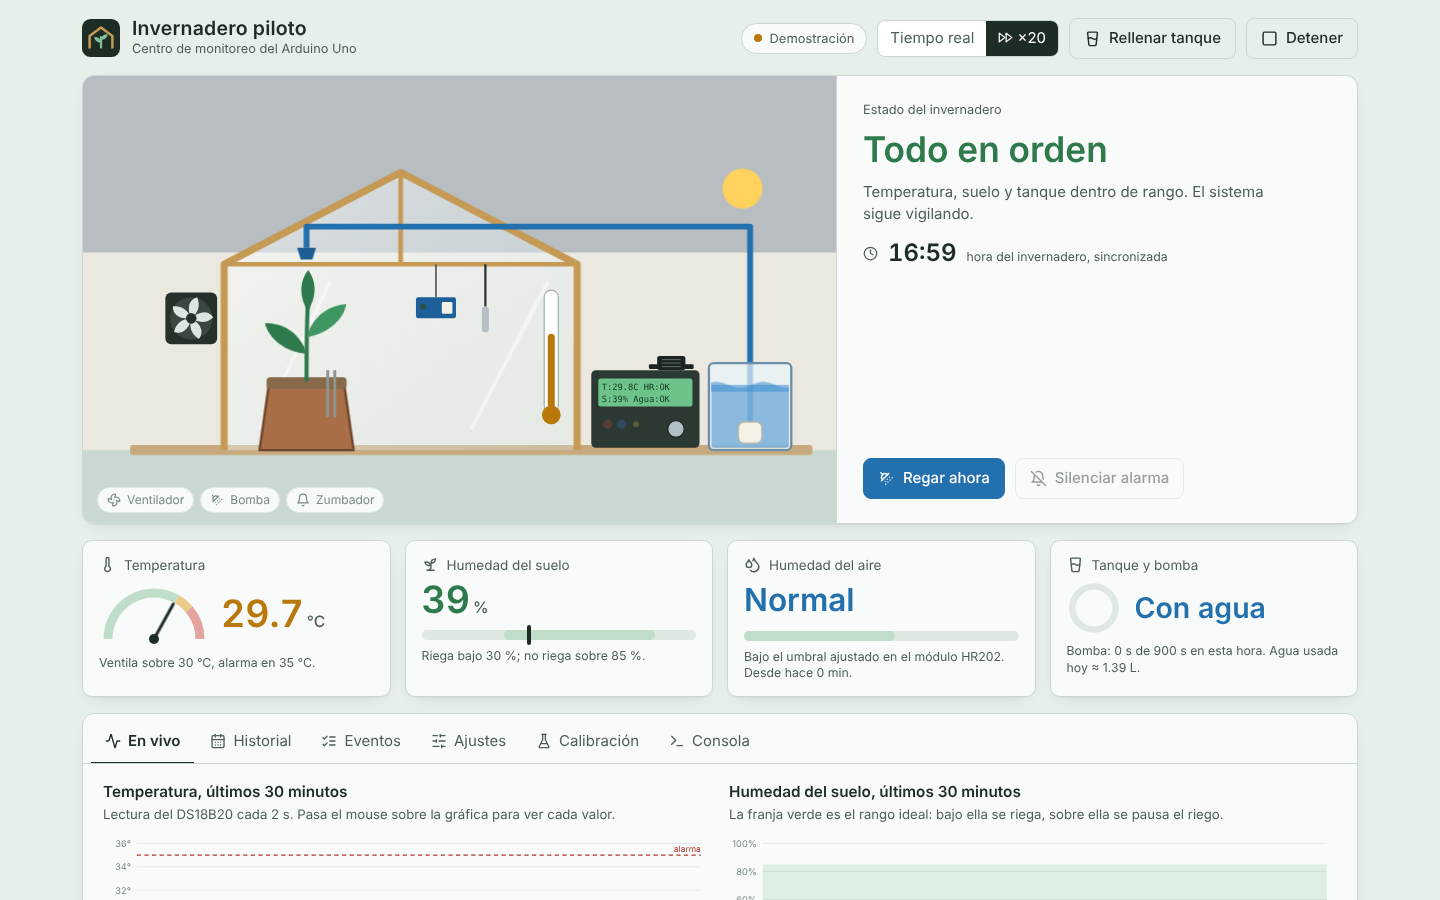 Invernadero piloto
Centro de monitoreo del Arduino Uno
Demostración
Tiempo real
×20
Rellenar tanque
Detener
Estado del invernadero
Todo en orden
Temperatura, suelo y tanque dentro de rango. El sistema
sigue vigilando.
16:59 hora del invernadero, sincronizada
T:29.8C HR:OK
S:39% Agua:OK
Ventilador
Bomba
Zumbador
Regar ahora
Silenciar alarma
Temperatura
29.7 °C
Ventila sobre 30 °C, alarma en 35 °C.
Humedad del suelo
39 %
Riega bajo 30 %; no riega sobre 85 %.
Humedad del aire
Normal
Bajo el umbral ajustado en el módulo HR202.
Desde hace 0 min.
Tanque y bomba
Con agua
Bomba: 0 s de 900 s en esta hora. Agua usada
hoy ≈ 1.39 L.
En vivo
Historial
Eventos
Ajustes
Calibración
Consola
Temperatura, últimos 30 minutos
Lectura del DS18B20 cada 2 s. Pasa el mouse sobre la gráfica para ver cada valor.
36°
alarma
34°
32°
Humedad del suelo, últimos 30 minutos
La franja verde es el rango ideal: bajo ella se riega, sobre ella se pausa el riego.
100%
80%
60%